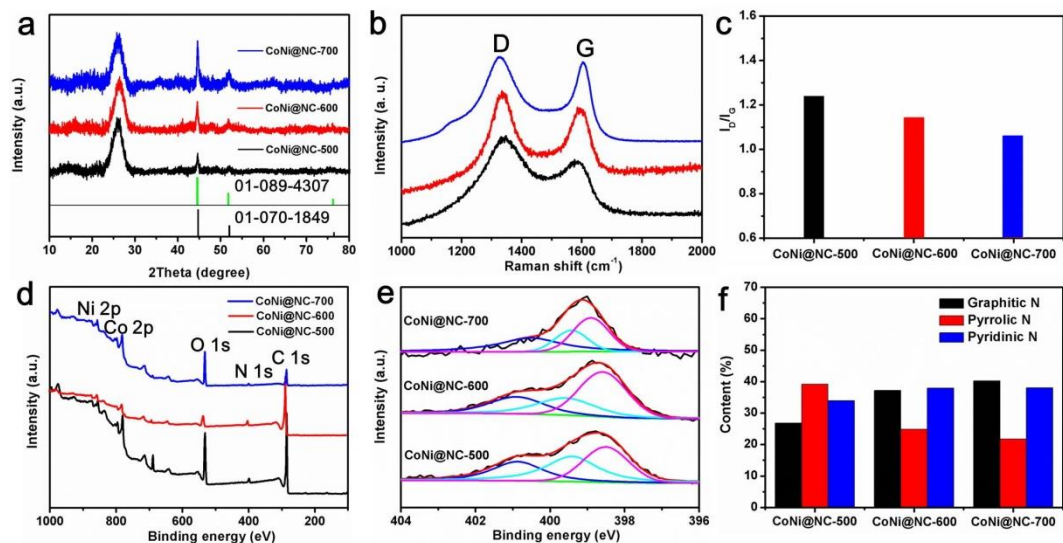 a
Intensity (a.u.)
CoNi@NC-700
CoNi@NC-600
CoNi@NC-500
01-089-4307
01-070-1849
10 20 30 40 50 60 70 80
2Theta (degree)
b
Intensity (a.u.)
D
G
1000 1200 1400 1600 1800 2000
Raman shift (cm⁻¹)
c
I_D/I_G
1.4
1.2
1.0
0.8
0.6
CoNi@NC-500 CoNi@NC-600 CoNi@NC-700
d
Intensity (a.u.)
Ni 2p
Co 2p
CoNi@NC-700
CoNi@NC-600
CoNi@NC-500
O 1s
N 1s
C 1s
1000 800 600 400 200
Binding energy (eV)
e
Intensity (a.u.)
CoNi@NC-700
CoNi@NC-600
CoNi@NC-500
404 402 400 398 396
Binding energy (eV)
f
Content (%)
70
60
50
40
30
20
10
0
Graphitic N
Pyrrolic N
Pyridinic N
CoNi@NC-500 CoNi@NC-600 CoNi@NC-700